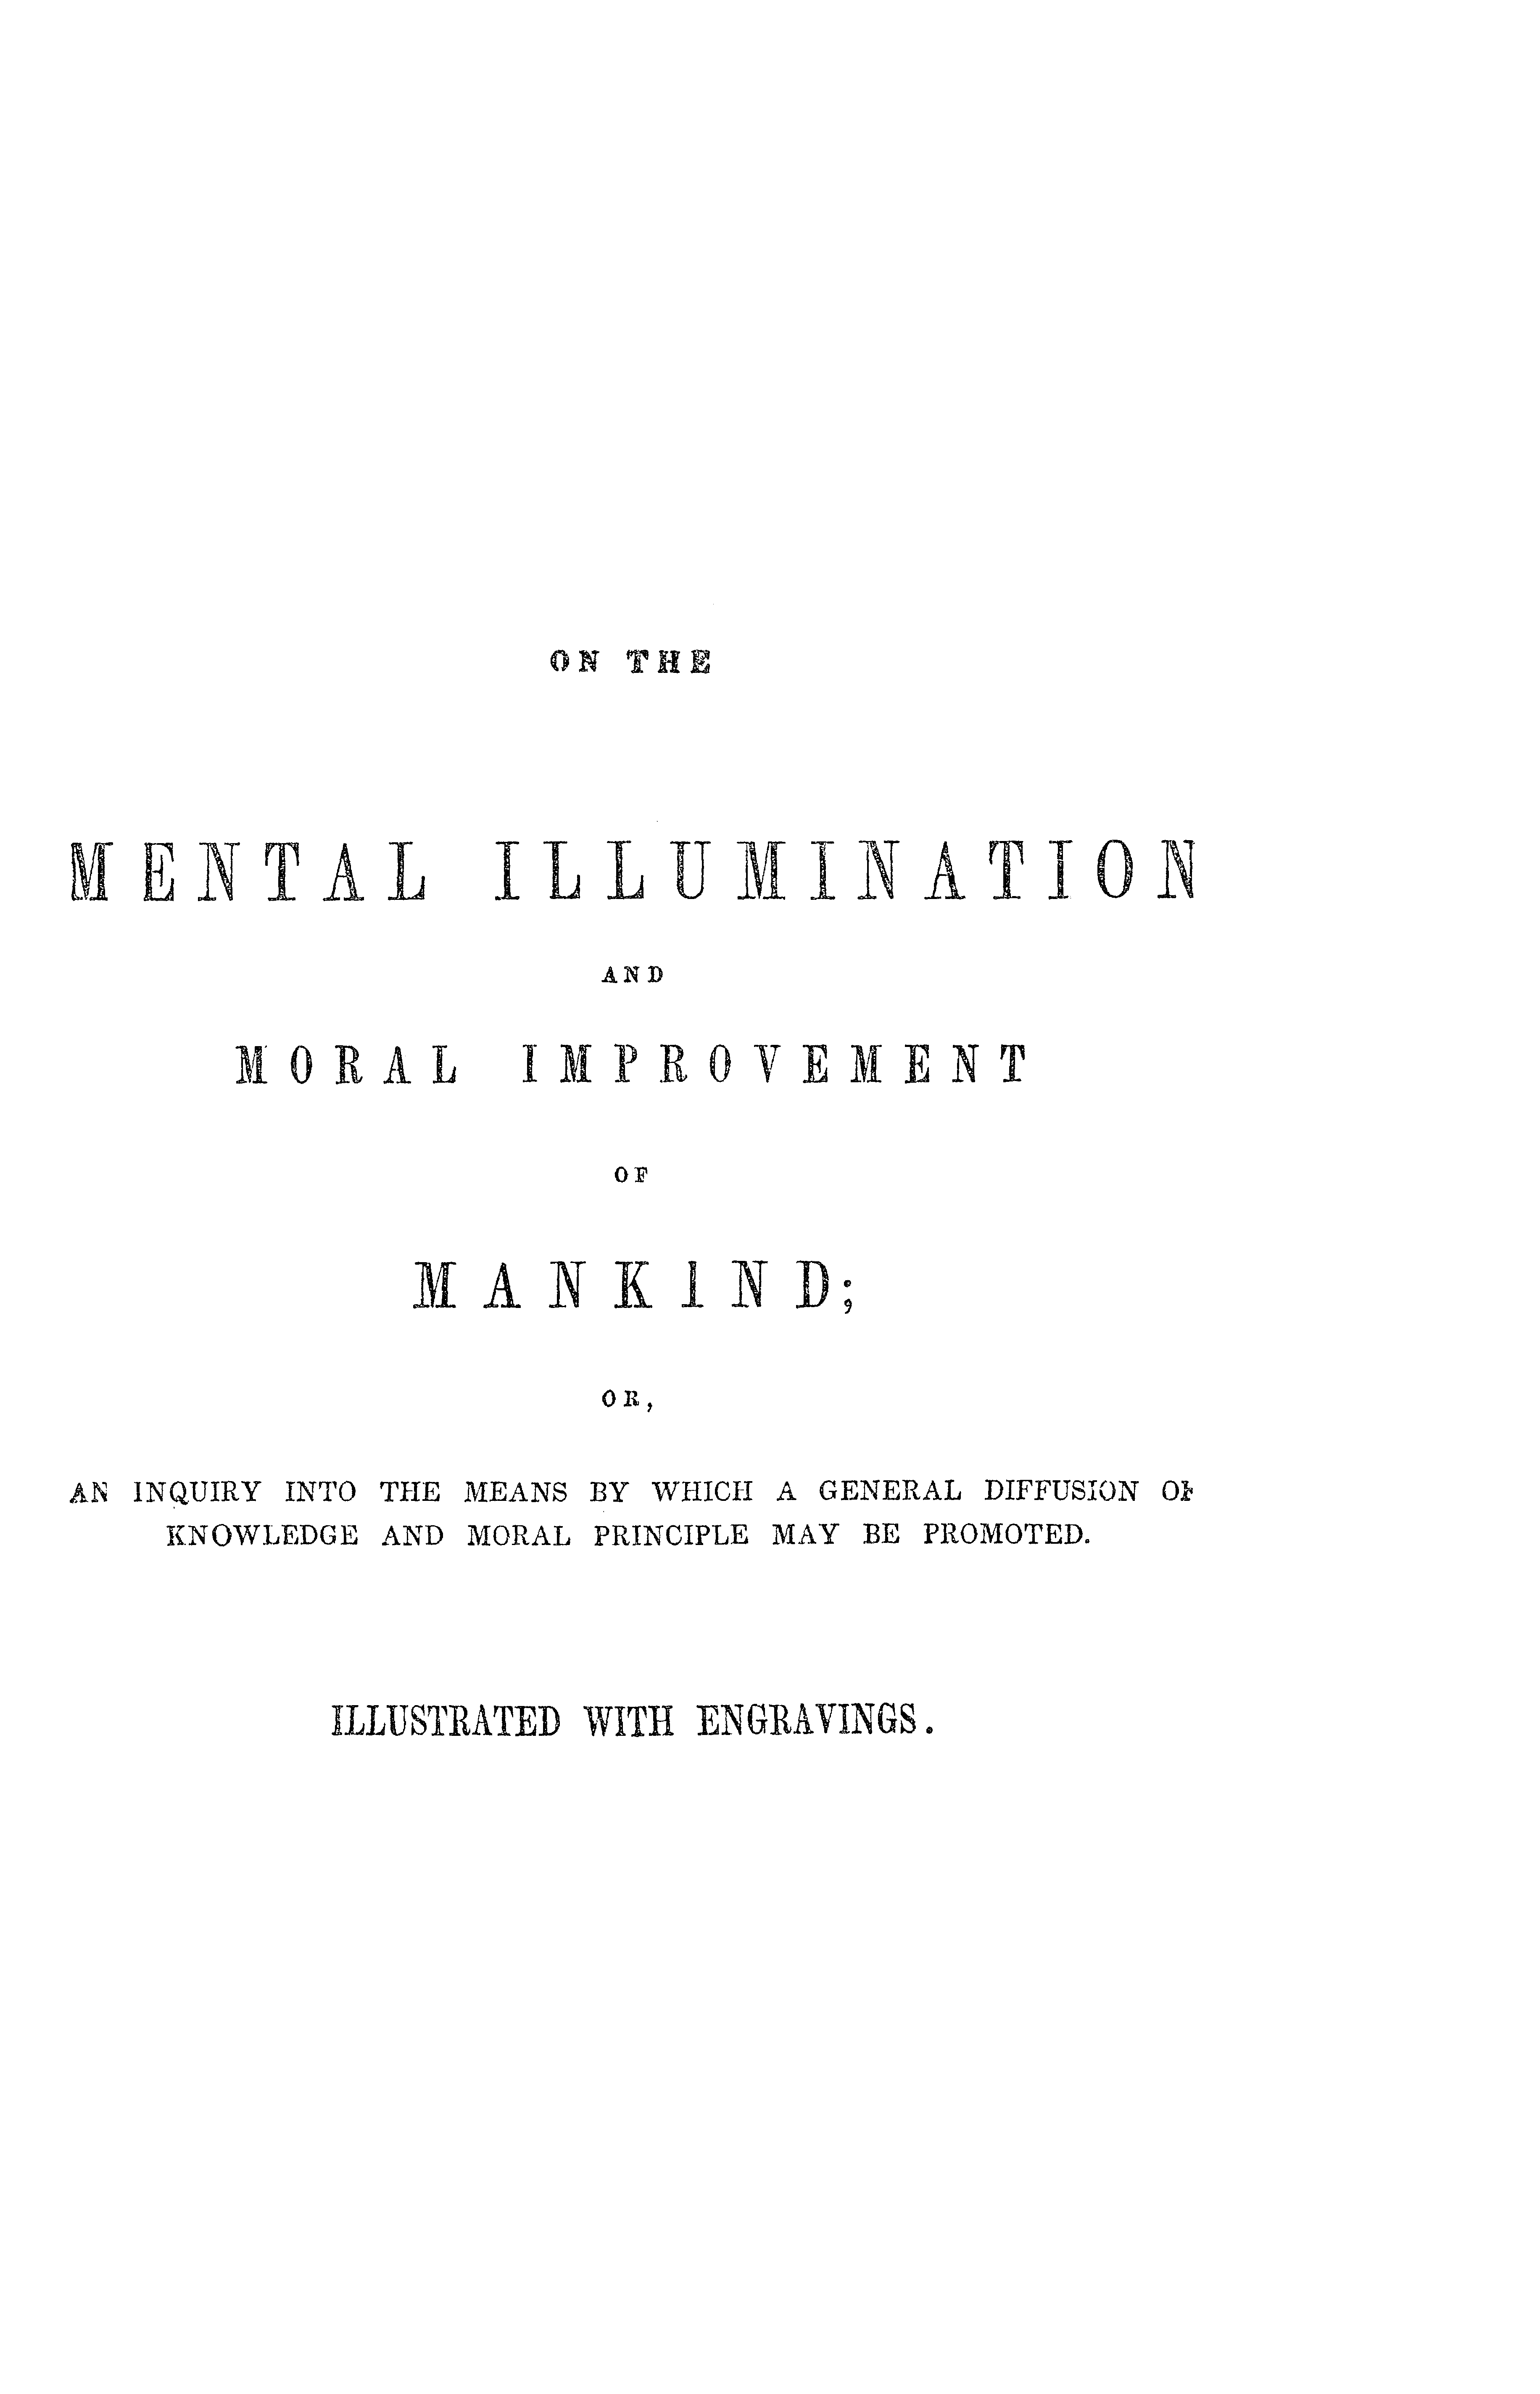 ON THE
MENTAL ILLUMINATION
AND
MORAL IMPROVEMENT
OF
MANKIND;
OR,
AN INQUIRY INTO THE MEANS BY WHICH A GENERAL DIFFUSION OF
KNOWLEDGE AND MORAL PRINCIPLE MAY BE PROMOTED.
ILLUSTRATED WITH ENGRAVINGS.